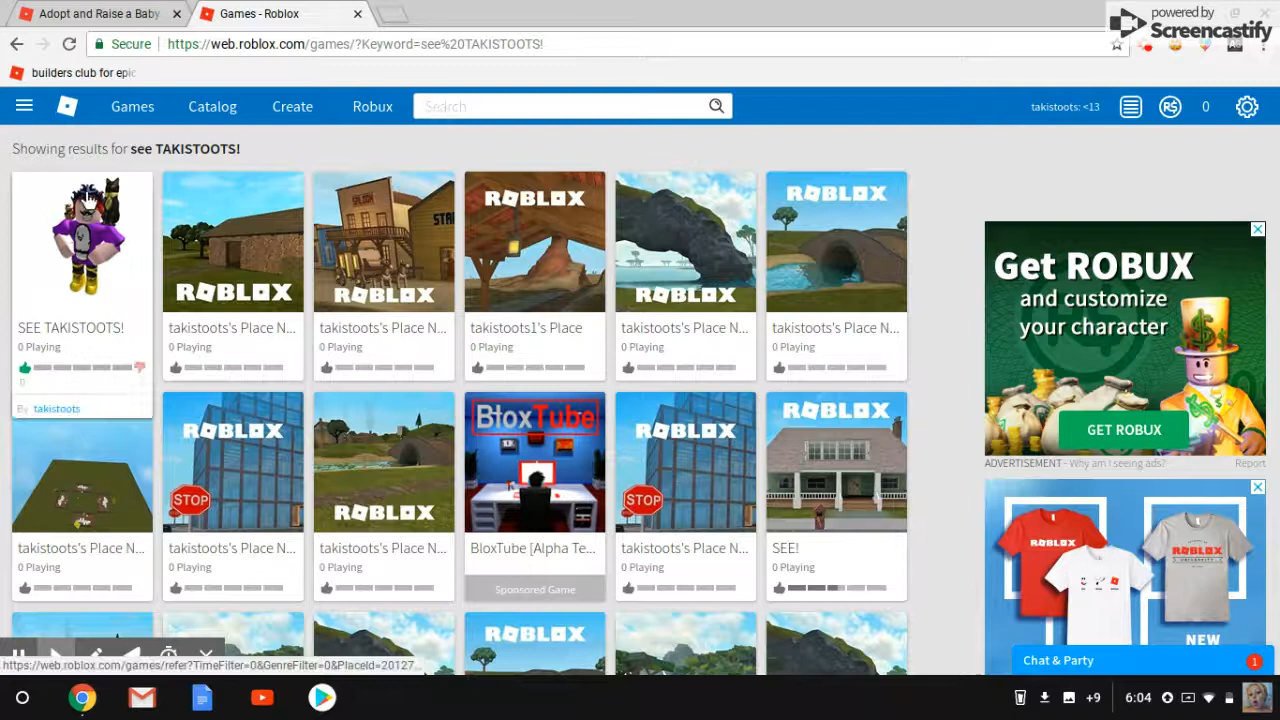 Adopt and Raise a Baby
Games - Roblox
powered by
Screencastify
Secure
https://web.roblox.com/games/?Keyword=see%20TAKISTOOTS!
builders club for epic
Games
Catalog
Create
Robux
Search
takistoots: <13
R$
0
Showing results for see TAKISTOOTS!
SEE TAKISTOOTS!
0 Playing
0
By takistoots
ROBLOX
takistoots's Place N...
0 Playing
SALOON
ROBLOX
takistoots's Place N...
0 Playing
ROBLOX
takistoots1's Place
0 Playing
ROBLOX
takistoots's Place N...
0 Playing
ROBLOX
takistoots's Place N...
0 Playing
takistoots's Place N...
0 Playing
ROBLOX
STOP
takistoots's Place N...
0 Playing
ROBLOX
takistoots's Place N...
0 Playing
BloxTube
BloxTube [Alpha Te...
0 Playing
Sponsored Game
ROBLOX
STOP
takistoots's Place N...
0 Playing
ROBLOX
SEE!
0 Playing
ROBLOX
Get ROBUX
and customize
your character
GET ROBUX
ADVERTISEMENT - Why am I seeing ads?
Report
ROBLOX
ROBLOX
NEW
Chat & Party
1
https://web.roblox.com/games/refer?TimeFilter=0&GenreFilter=0&PlaceId=20127...
+9
6:04